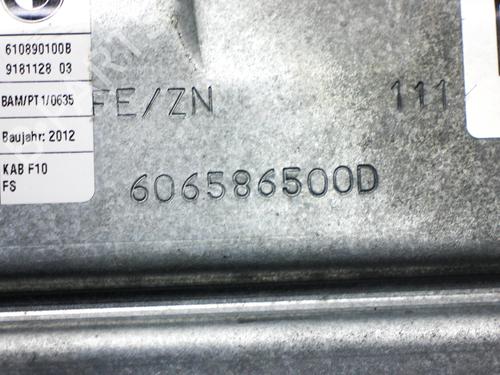 610890100B
9181128 03
BAM/PT1/0635
Baujahr: 2012
KAB F10
FS
FE/ZN 111
606586500D